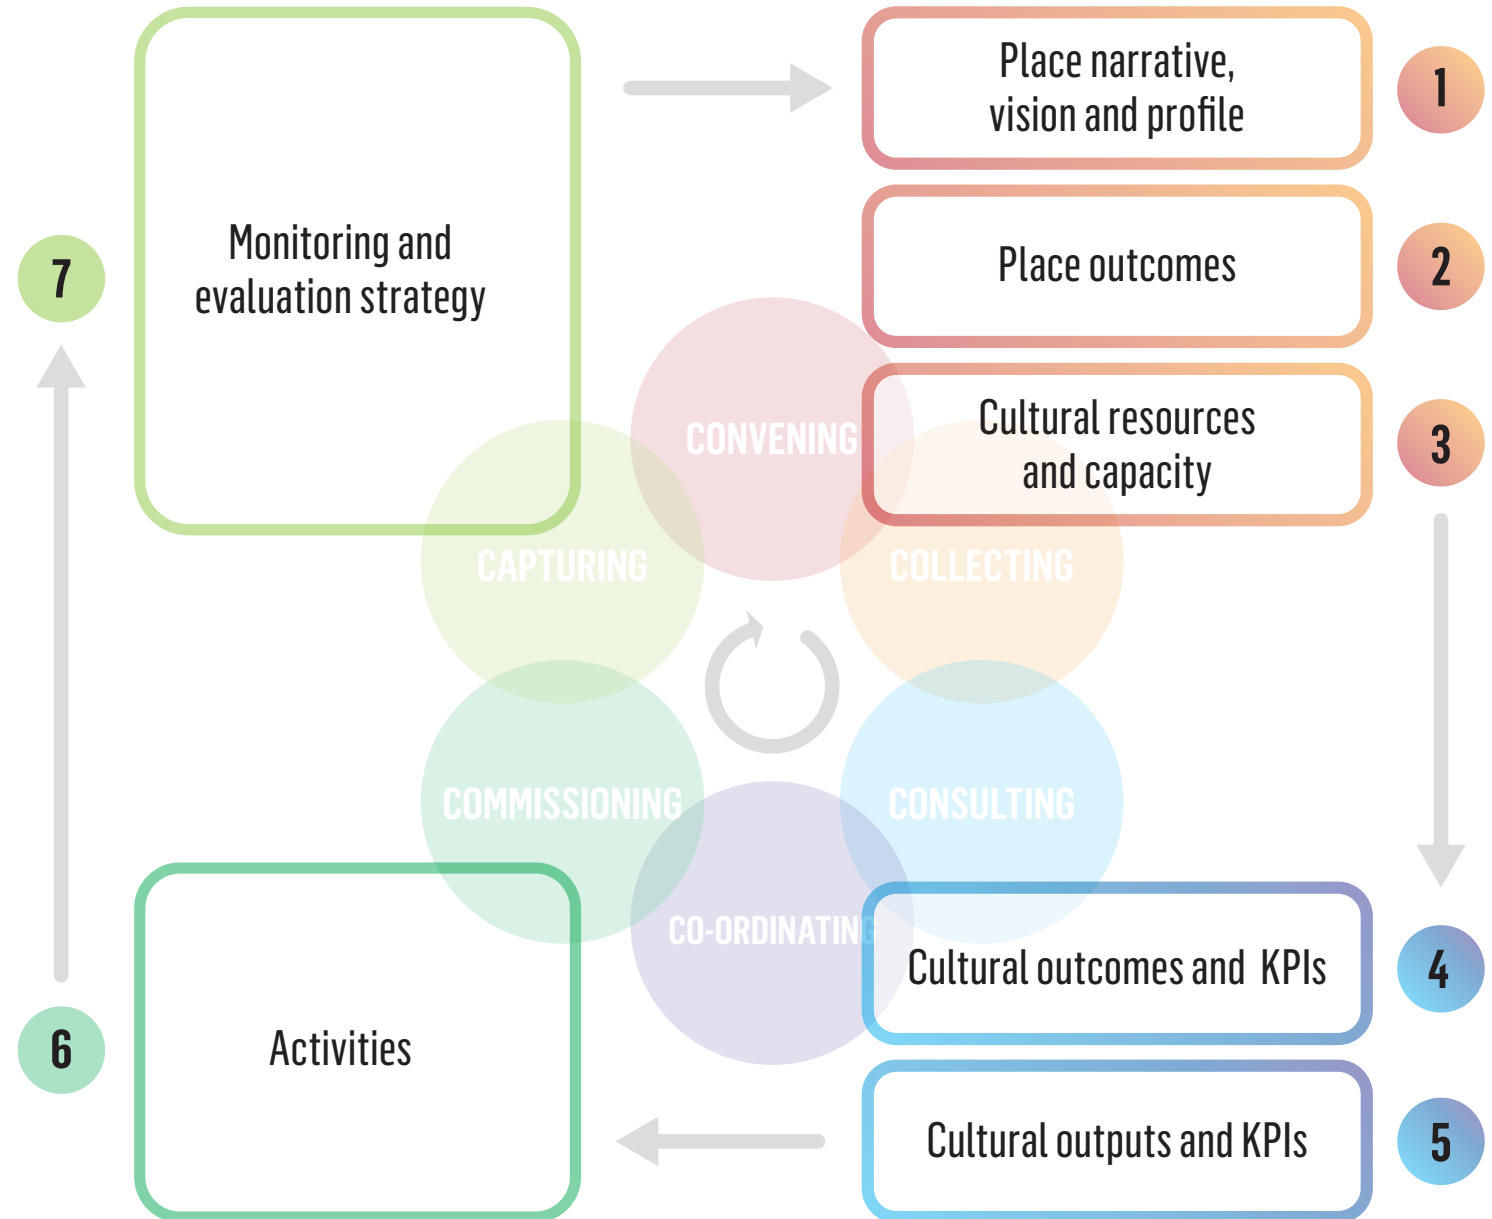 Place narrative,
vision and profile
1
Place outcomes
2
Cultural resources
and capacity
3
Monitoring and
evaluation strategy
7
CONVENING
CAPTURING
COLLECTING
COMMISSIONING
CONSULTING
CO-ORDINATING
Cultural outcomes and  KPIs
4
Activities
6
Cultural outputs and KPIs
5